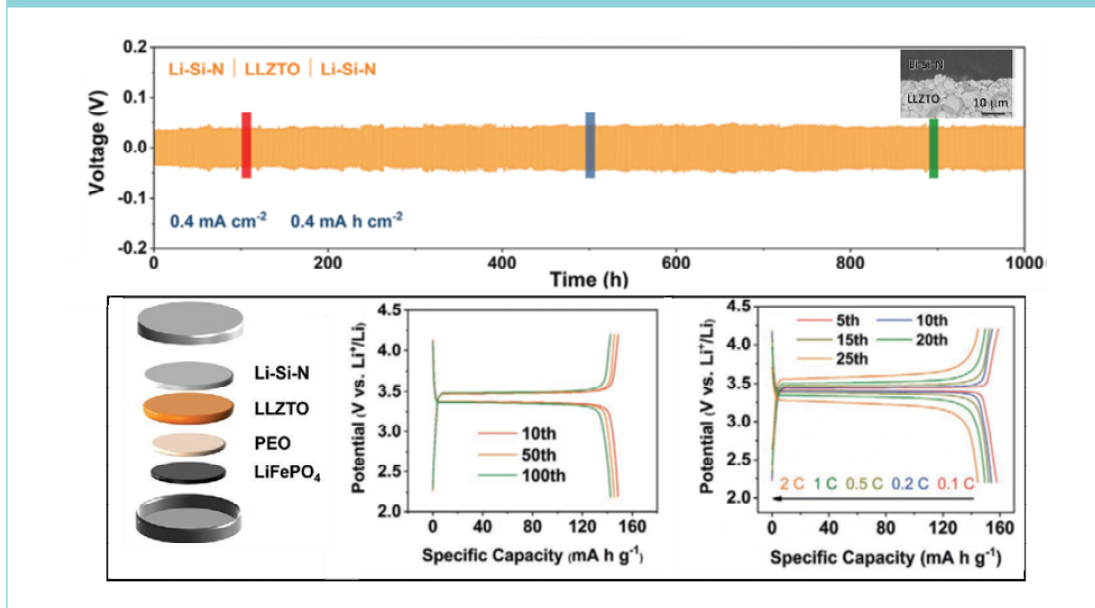 0.2
0.1
0.0
-0.1
-0.2
Voltage (V)
Li-Si-N | LLZTO | Li-Si-N
Li-Si-N
LLZTO
10 μm
0.4 mA cm⁻² 0.4 mA h cm⁻²
0 200 400 600 800 1000
Time (h)
Li-Si-N
LLZTO
PEO
LiFePO₄
4.5
4.0
3.5
3.0
2.5
2.0
Potential (V vs. Li⁺/Li)
10th
50th
100th
0 40 80 120 160
Specific Capacity (mA h g⁻¹)
4.5
4.0
3.5
3.0
2.5
2.0
Potential (V vs. Li⁺/Li)
5th 10th
15th 20th
25th
2 C 1 C 0.5 C 0.2 C 0.1 C
0 40 80 120 160
Specific Capacity (mA h g⁻¹)